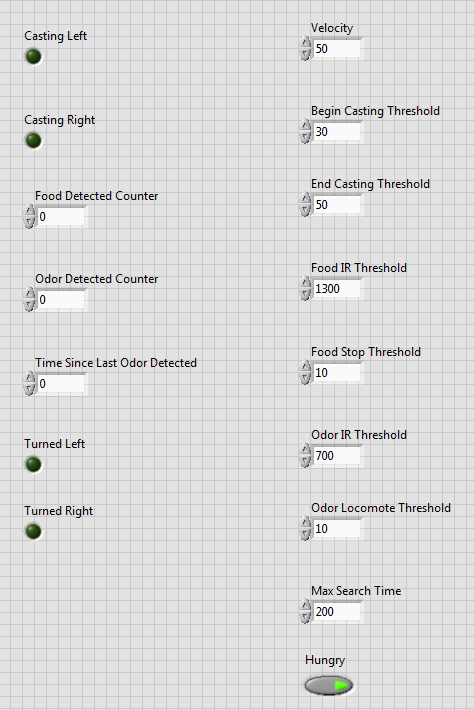 Casting Left
Casting Right
Food Detected Counter
0
Odor Detected Counter
0
Time Since Last Odor Detected
0
Turned Left
Turned Right
Velocity
50
Begin Casting Threshold
30
End Casting Threshold
50
Food IR Threshold
1300
Food Stop Threshold
10
Odor IR Threshold
700
Odor Locomote Threshold
10
Max Search Time
200
Hungry